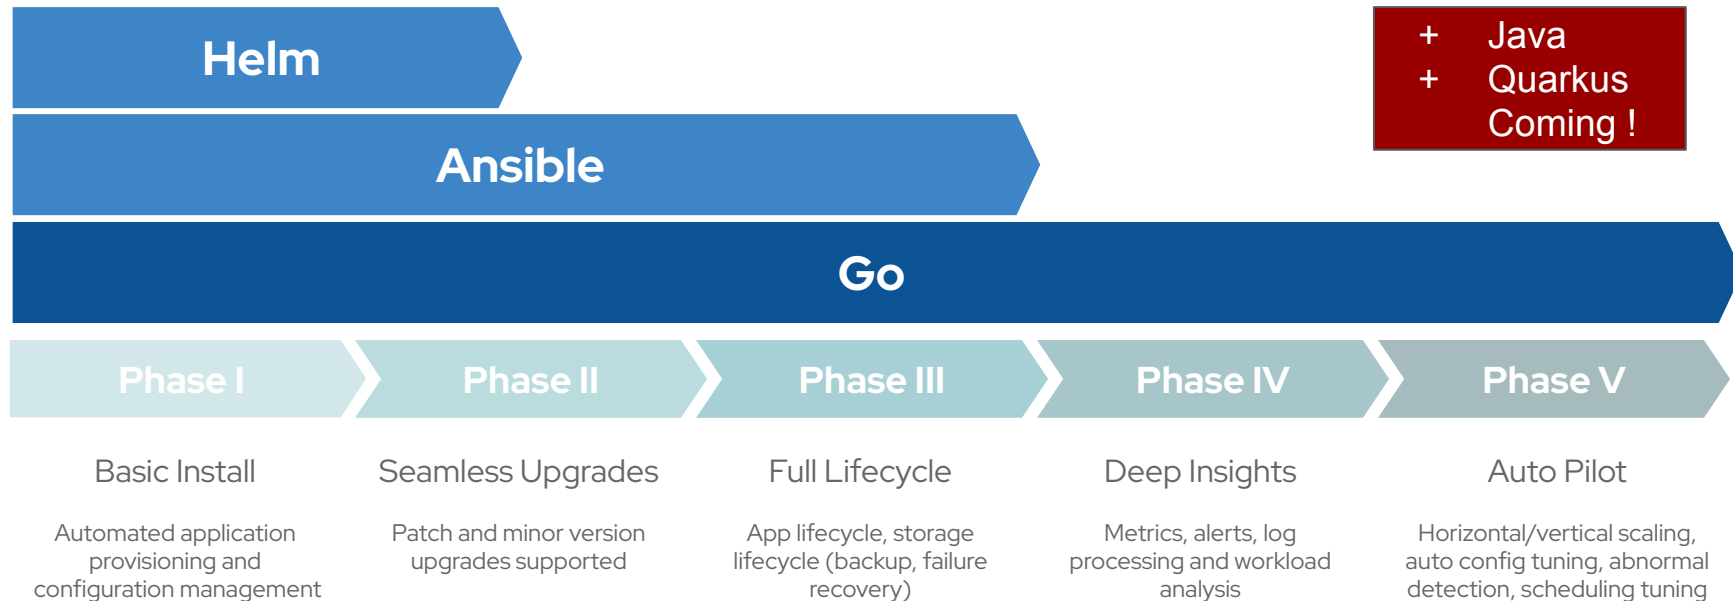 Helm
+ Java
+ Quarkus
Coming !
Ansible
Go
Phase I
Phase II
Phase III
Phase IV
Phase V
Basic Install
Automated application
provisioning and
configuration management
Seamless Upgrades
Patch and minor version
upgrades supported
Full Lifecycle
App lifecycle, storage
lifecycle (backup, failure
recovery)
Deep Insights
Metrics, alerts, log
processing and workload
analysis
Auto Pilot
Horizontal/vertical scaling,
auto config tuning, abnormal
detection, scheduling tuning